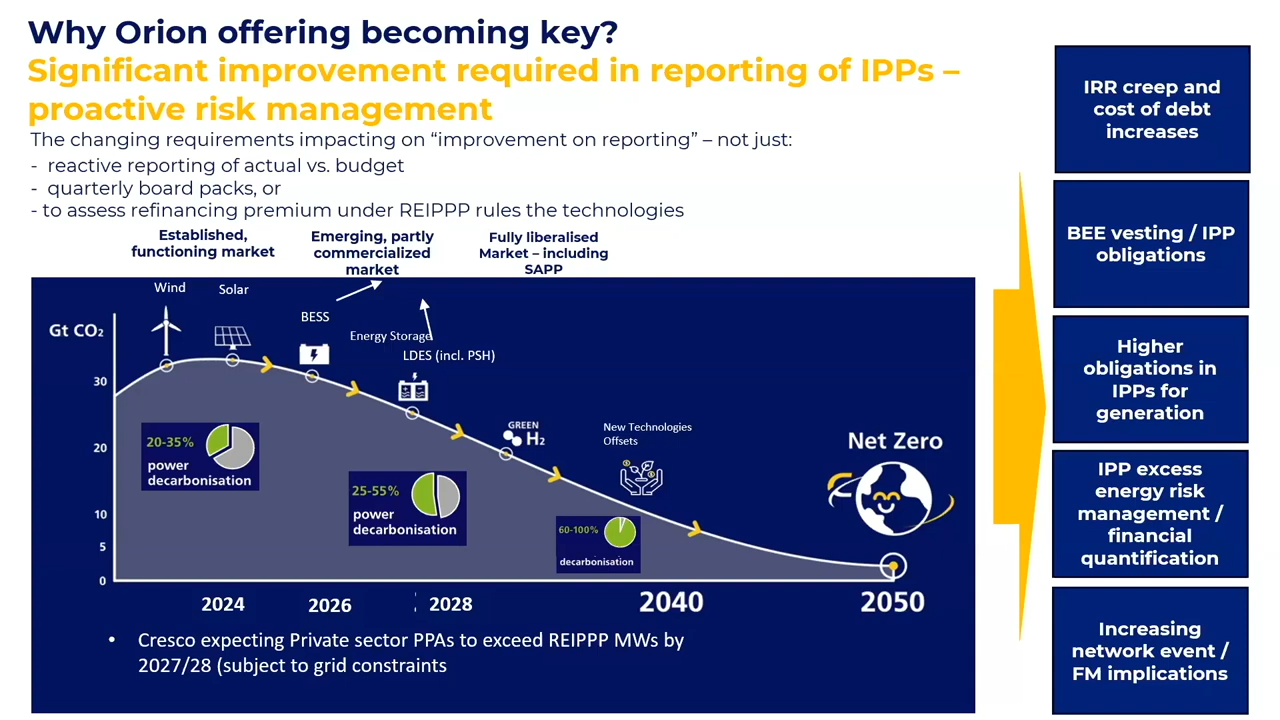 Why Orion offering becoming key?
Significant improvement required in reporting of IPPs –
proactive risk management
The changing requirements impacting on “improvement on reporting” – not just:
- reactive reporting of actual vs. budget
- quarterly board packs, or
- to assess refinancing premium under REIPPP rules the technologies
Established,
functioning market
Emerging, partly
commercialized
market
Fully liberalised
Market – including
SAPP
Wind
Solar
BESS
Energy Storage
LDES (incl. PSH)
Gt CO₂
30
20
10
5
0
20-35%
power
decarbonisation
25-55%
power
decarbonisation
GREEN
H₂
New Technologies
Offsets
60-100%
decarbonisation
Net Zero
2024
2026
2028
2040
2050
• Cresco expecting Private sector PPAs to exceed REIPPP MWs by
2027/28 (subject to grid constraints
IRR creep and
cost of debt
increases
BEE vesting / IPP
obligations
Higher
obligations in
IPPs for
generation
IPP excess
energy risk
management /
financial
quantification
Increasing
network event /
FM implications